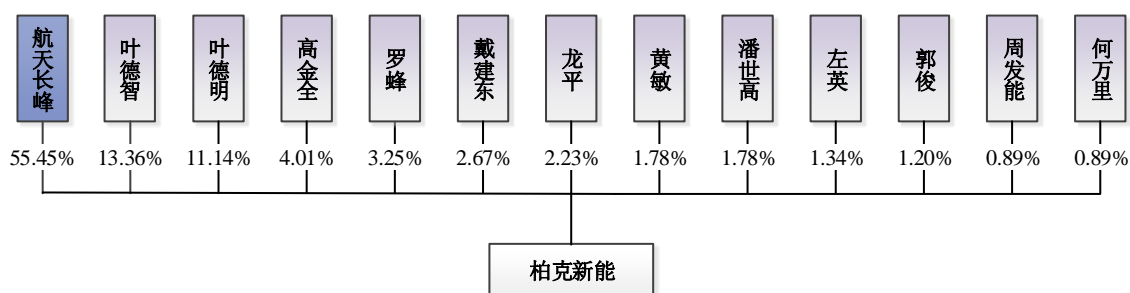 航天长峰
叶德智
叶德明
高金全
罗蜂
戴建东
龙平
黄敏
潘世高
左英
郭俊
周发能
何万里
55.45% 13.36% 11.14% 4.01% 3.25% 2.67% 2.23% 1.78% 1.78% 1.34% 1.20% 0.89% 0.89%
柏克新能